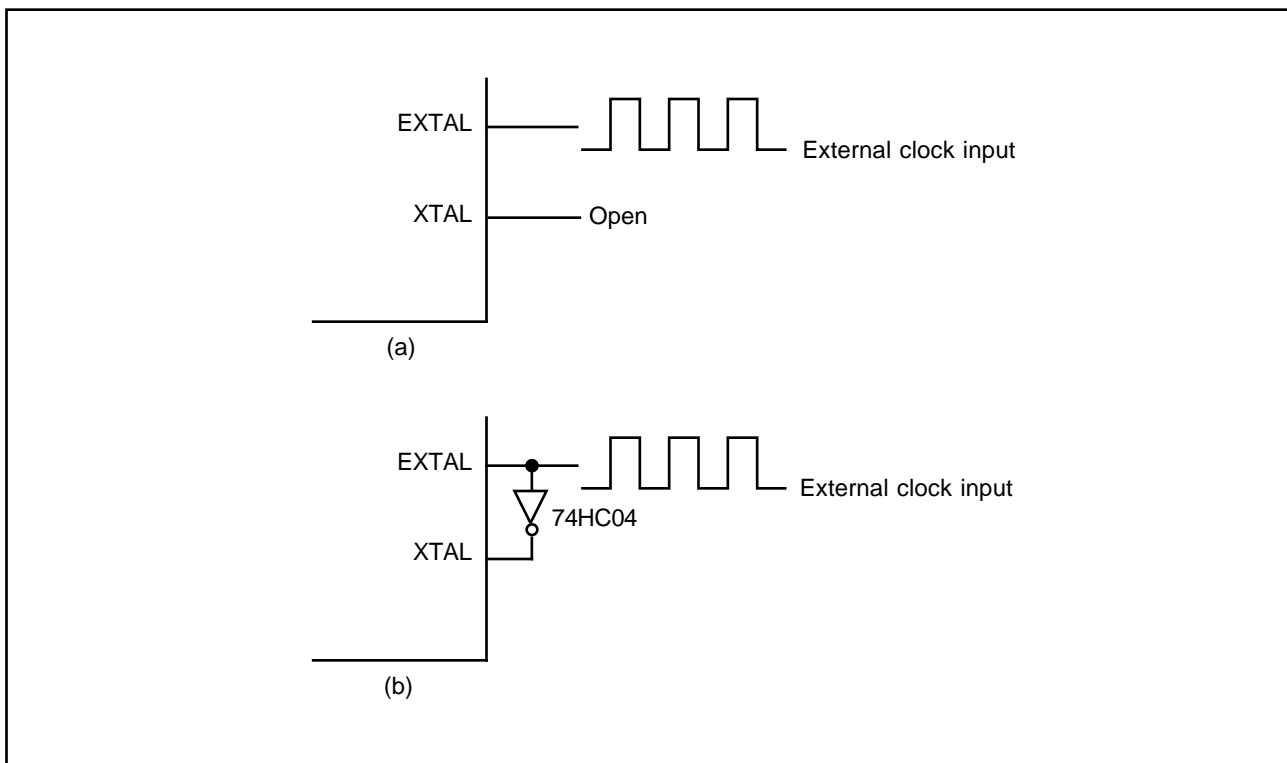 EXTAL
External clock input
XTAL
Open
(a)
EXTAL
External clock input
74HC04
XTAL
(b)